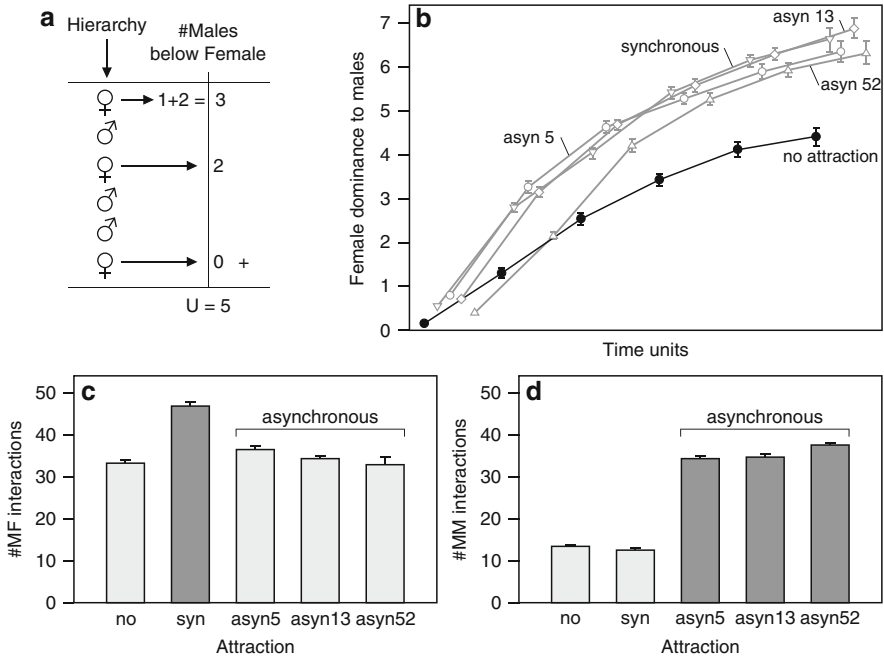 a
Hierarchy
#Males
below Female
♀ 1+2 = 3
♂
♀ 2
♂
♂
♀ 0 +
U = 5
b
Female dominance to males
7
6
5
4
3
2
1
0
asyn 13
synchronous
asyn 52
asyn 5
no attraction
Time units
c
#MF interactions
50
40
30
20
10
0
asynchronous
no syn asyn5 asyn13 asyn52
Attraction
d
#MM interactions
50
40
30
20
10
0
asynchronous
no syn asyn5 asyn13 asyn52
Attraction